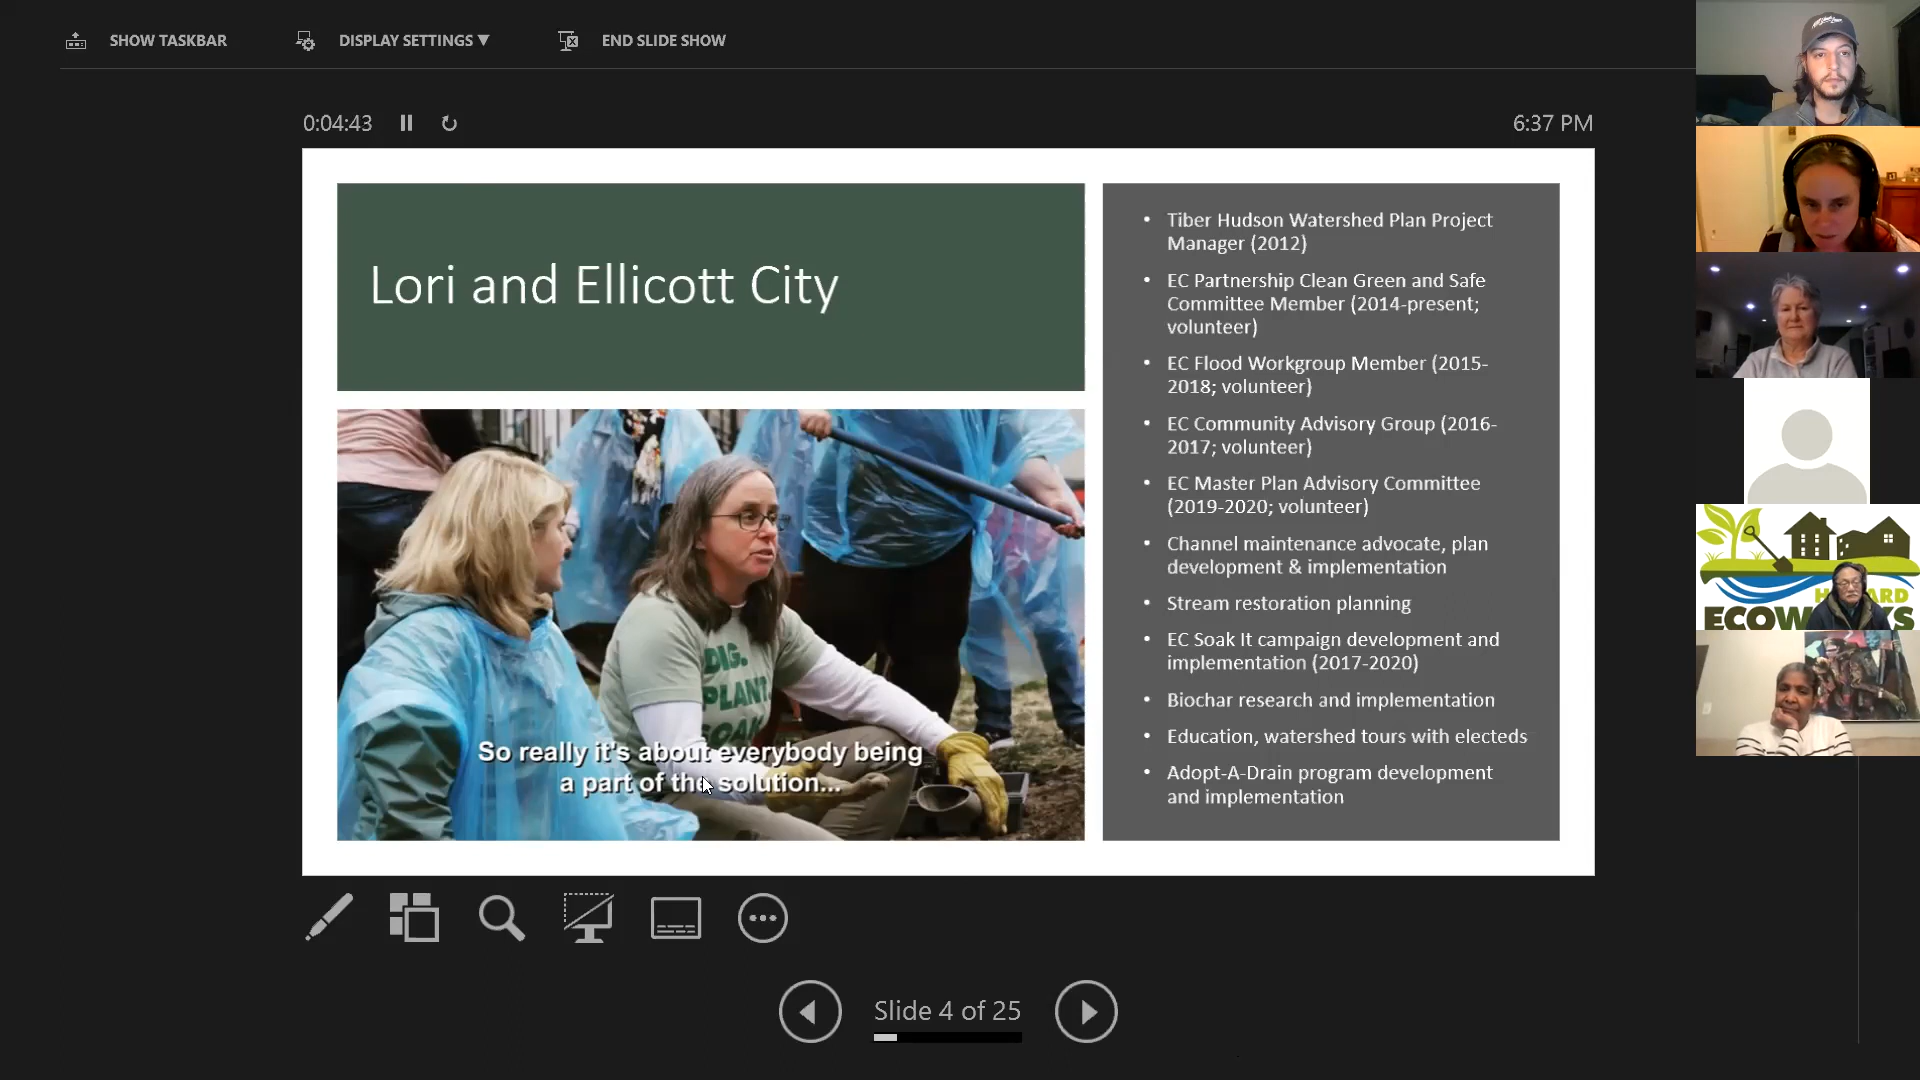 SHOW TASKBAR
DISPLAY SETTINGS ▼
END SLIDE SHOW
0:04:43
6:37 PM
Lori and Ellicott City
So really it's about everybody being
a part of the solution...
DIG.
PLANT.
• Tiber Hudson Watershed Plan Project
Manager (2012)
• EC Partnership Clean Green and Safe
Committee Member (2014-present;
volunteer)
• EC Flood Workgroup Member (2015-
2018; volunteer)
• EC Community Advisory Group (2016-
2017; volunteer)
• EC Master Plan Advisory Committee
(2019-2020; volunteer)
• Channel maintenance advocate, plan
development & implementation
• Stream restoration planning
• EC Soak It campaign development and
implementation (2017-2020)
• Biochar research and implementation
• Education, watershed tours with electeds
• Adopt-A-Drain program development
and implementation
Slide 4 of 25